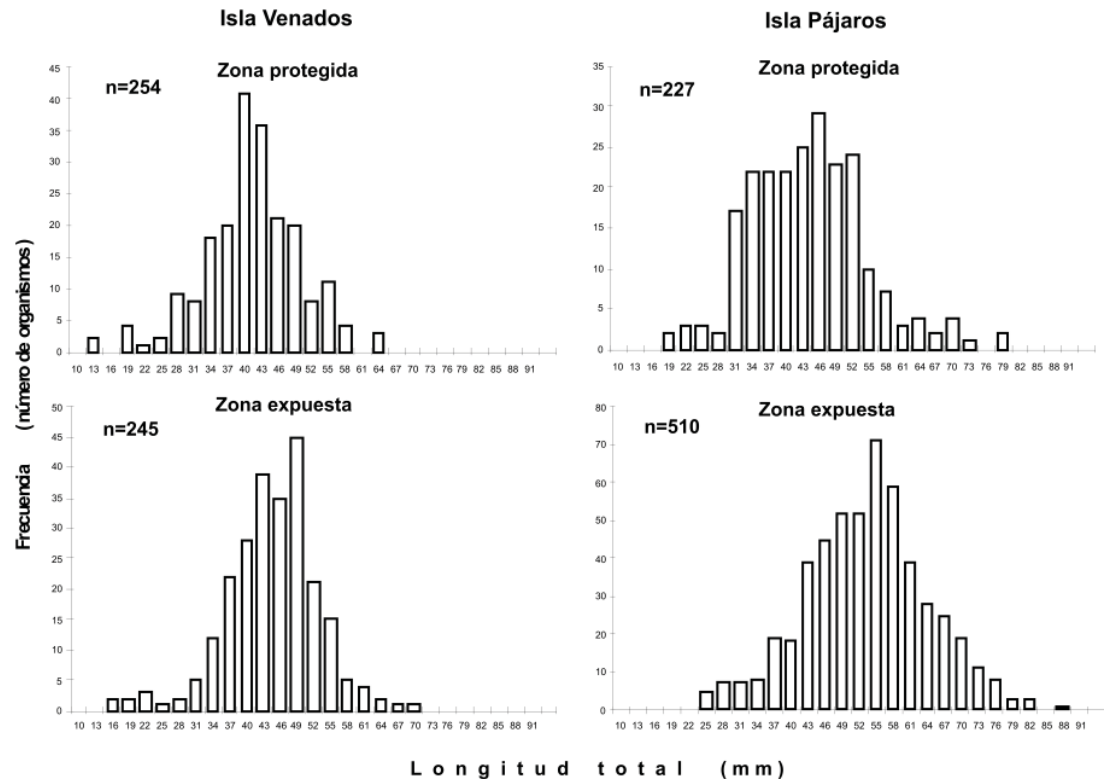 Isla Venados
Isla Pájaros
Zona protegida
n=254
45
40
35
30
25
20
15
10
5
0
10 13 16 19 22 25 28 31 34 37 40 43 46 49 52 55 58 61 64 67 70 73 76 79 82 85 88 91
Zona protegida
n=227
35
30
25
20
15
10
5
0
10 13 16 19 22 25 28 31 34 37 40 43 46 49 52 55 58 61 64 67 70 73 76 79 82 85 88 91
Zona expuesta
n=245
50
45
40
35
30
25
20
15
10
5
0
10 13 16 19 22 25 28 31 34 37 40 43 46 49 52 55 58 61 64 67 70 73 76 79 82 85 88 91
Zona expuesta
n=510
80
70
60
50
40
30
20
10
0
10 13 16 19 22 25 28 31 34 37 40 43 46 49 52 55 58 61 64 67 70 73 76 79 82 85 88 91
Frecuencia (número de organismos)
Longitud total (mm)